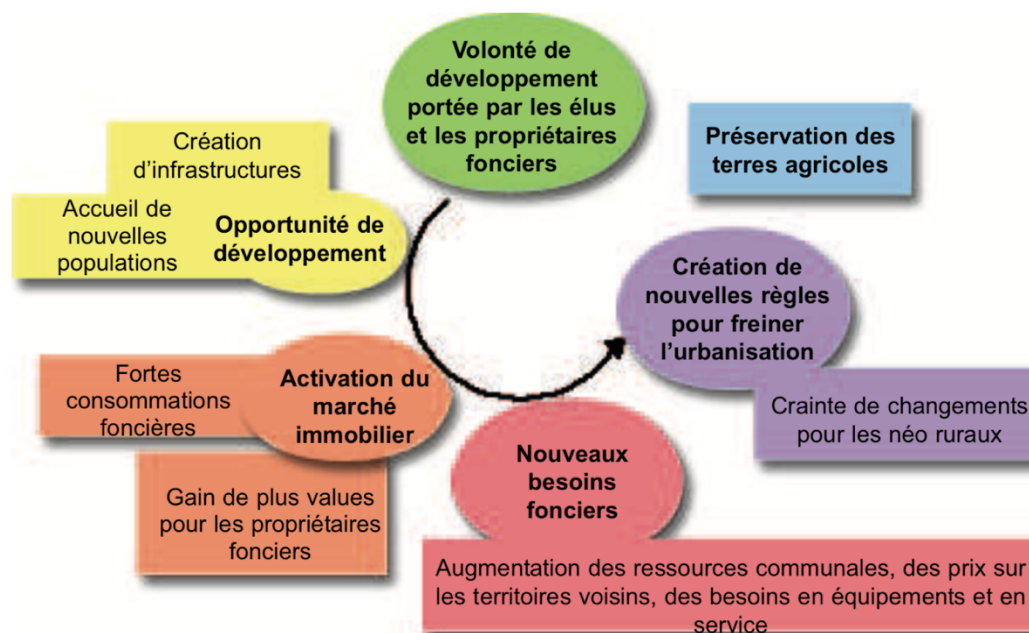 Volonté de
développement
portée par les élus
et les propriétaires
fonciers
Préservation des
terres agricoles
Création
d’infrastructures
Accueil de
nouvelles
populations
Opportunité de
développement
Création de
nouvelles règles
pour freiner
l’urbanisation
Fortes
consommations
foncières
Activation du
marché
immobilier
Crainte de changements
pour les néo ruraux
Nouveaux
besoins
fonciers
Gain de plus values
pour les propriétaires
fonciers
Augmentation des ressources communales, des prix sur
les territoires voisins, des besoins en équipements et en
service